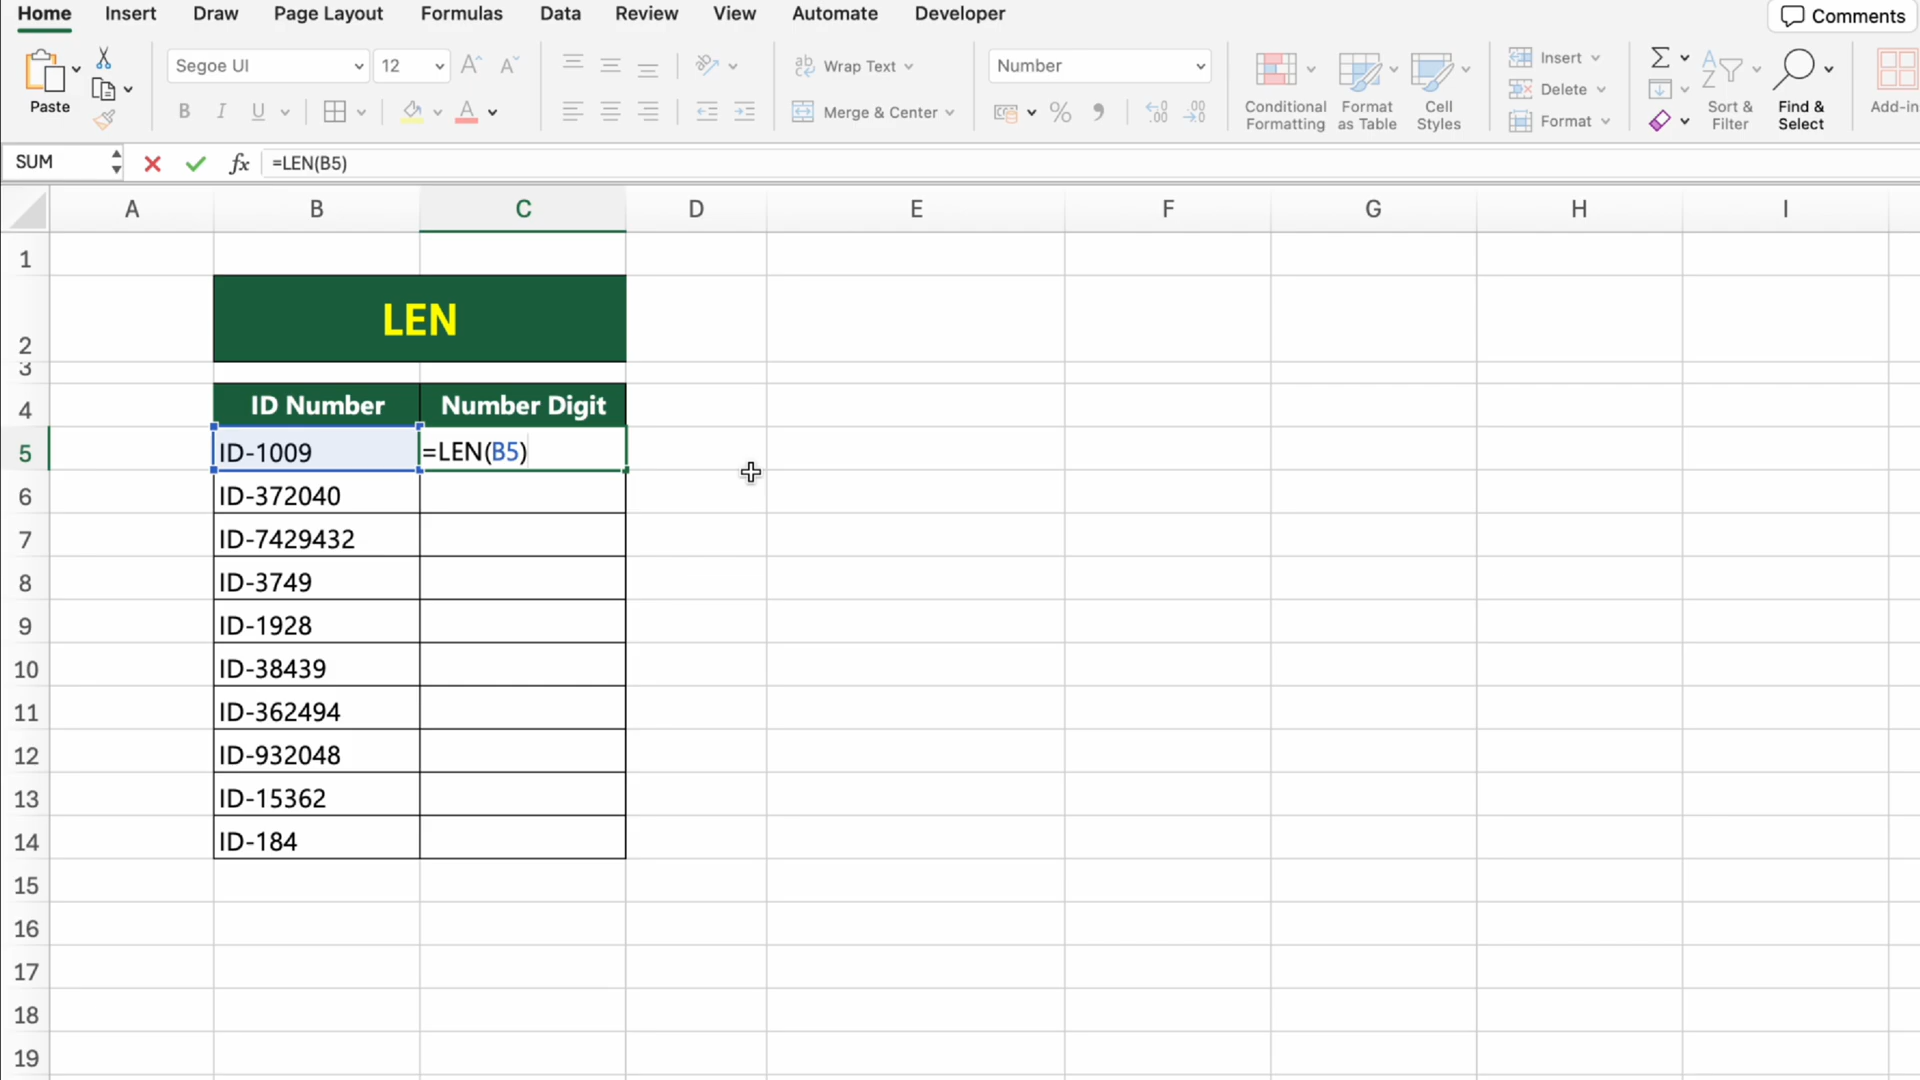 Home Insert Draw Page Layout Formulas Data Review View Automate Developer Comments
Paste Segoe UI 12 A A Wrap Text Number Conditional Formatting Format as Table Cell Styles Insert Delete Format Sort & Filter Find & Select Add-in
B I U A Merge & Center % 
SUM fx =LEN(B5)
A B C D E F G H I
1
2 LEN
3
4 ID Number Number Digit
5 ID-1009 =LEN(B5)
6 ID-372040
7 ID-7429432
8 ID-3749
9 ID-1928
10 ID-38439
11 ID-362494
12 ID-932048
13 ID-15362
14 ID-184
15
16
17
18
19